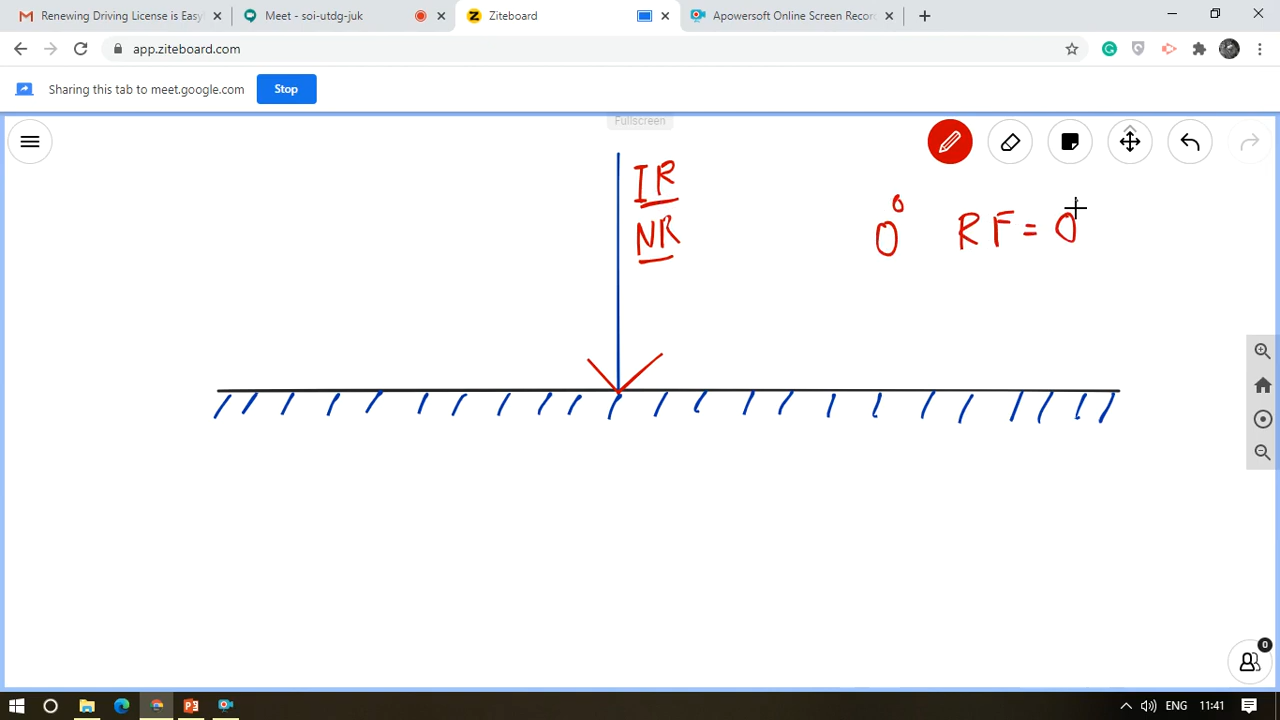 Renewing Driving License is Easy
Meet - soi-utdg-juk
Ziteboard
Apowersoft Online Screen Recor
app.ziteboard.com
Sharing this tab to meet.google.com
Stop
Fullscreen
IR
NR
0° RF = 0
0
ENG
11:41